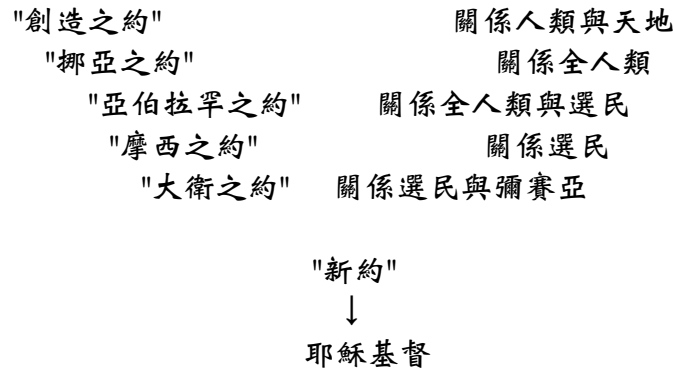 "創造之約" 關係人類與天地
"挪亞之約" 關係全人類
"亞伯拉罕之約" 關係全人類與選民
"摩西之約" 關係選民
"大衛之約" 關係選民與彌賽亞
"新約"
↓
耶穌基督